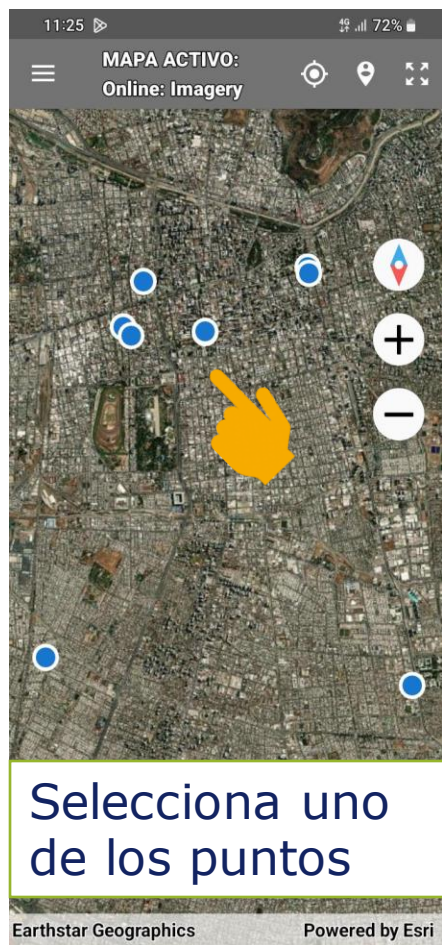 11:25 4G 72%
MAPA ACTIVO:
Online: Imagery
Selecciona uno
de los puntos
Earthstar Geographics Powered by Esri